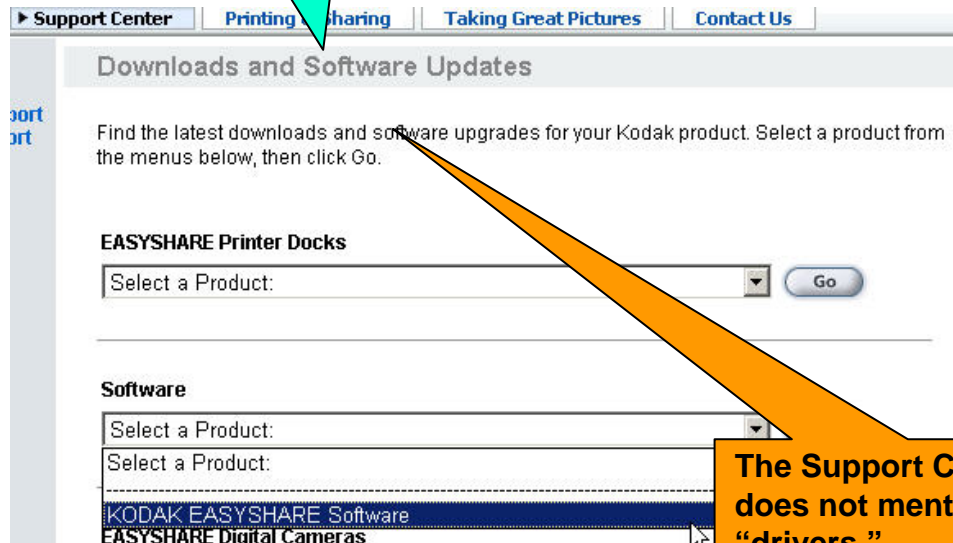 Support Center Printing & Sharing Taking Great Pictures Contact Us
Downloads and Software Updates
Find the latest downloads and software upgrades for your Kodak product. Select a product from
the menus below, then click Go.
EASYSHARE Printer Docks
Select a Product:
Go
Software
Select a Product:
Select a Product:
KODAK EASYSHARE Software
EASYSHARE Digital Cameras
The Support C
does not ment
"drivers."